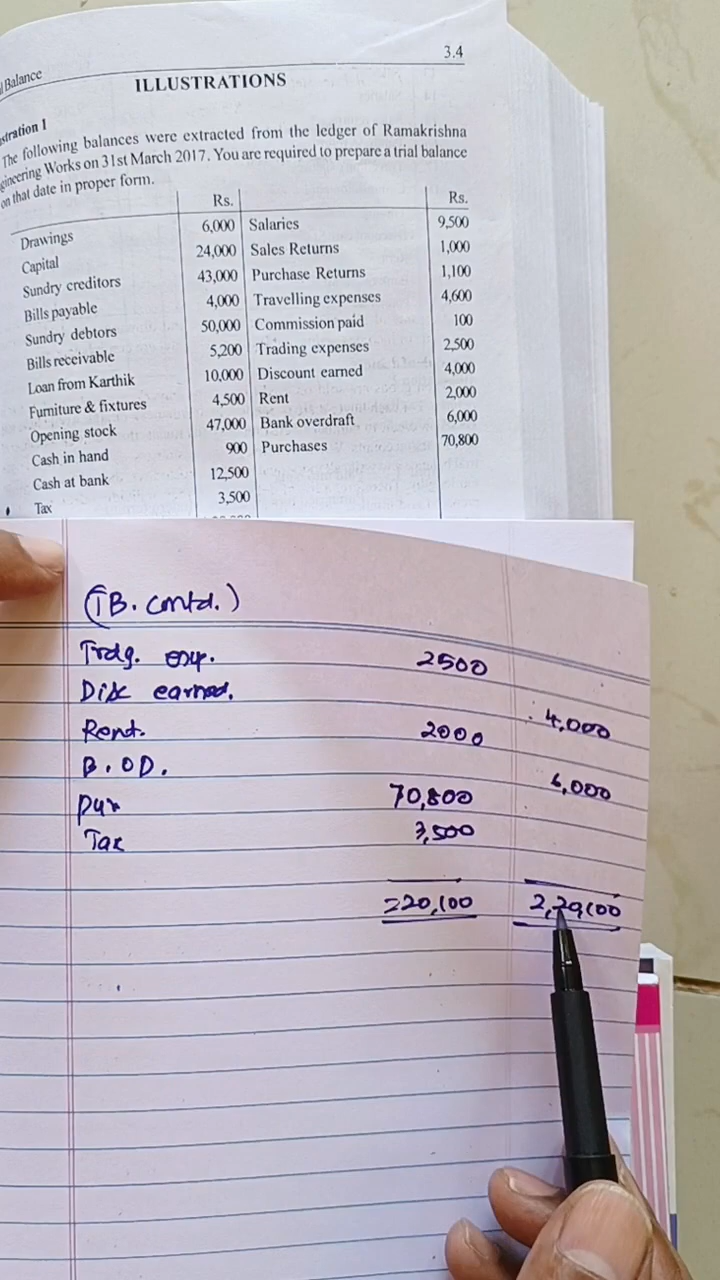 l Balance
3.4
ILLUSTRATIONS
stration 1
The following balances were extracted from the ledger of Ramakrishna
gineering Works on 31st March 2017. You are required to prepare a trial balance
on that date in proper form.
Rs. Rs.
Drawings 6,000 Salaries 9,500
Capital 24,000 Sales Returns 1,000
Sundry creditors 43,000 Purchase Returns 1,100
Bills payable 4,000 Travelling expenses 4,600
Sundry debtors 50,000 Commission paid 100
Bills receivable 5,200 Trading expenses 2,500
Loan from Karthik 10,000 Discount earned 4,000
Furniture & fixtures 4,500 Rent 2,000
Opening stock 47,000 Bank overdraft 6,000
Cash in hand 900 Purchases 70,800
Cash at bank 12,500
Tax 3,500
(TB. contd.)
Trdg. exp. 2500
Dis earned. 4,000
Rent. 2000
B.OD. 6,000
pur 70,800
Tax 3,500
220,100 2,20,100